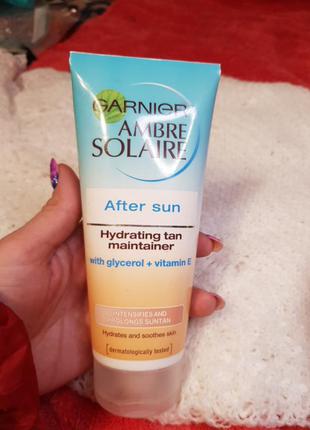 GARNIER
AMBRE
SOLAIRE
After sun
Hydrating tan
maintainer
with glycerol + vitamin E
INTENSIFIES AND
PROLONGS SUNTAN
Hydrates and soothes skin
[dermatologically tested]